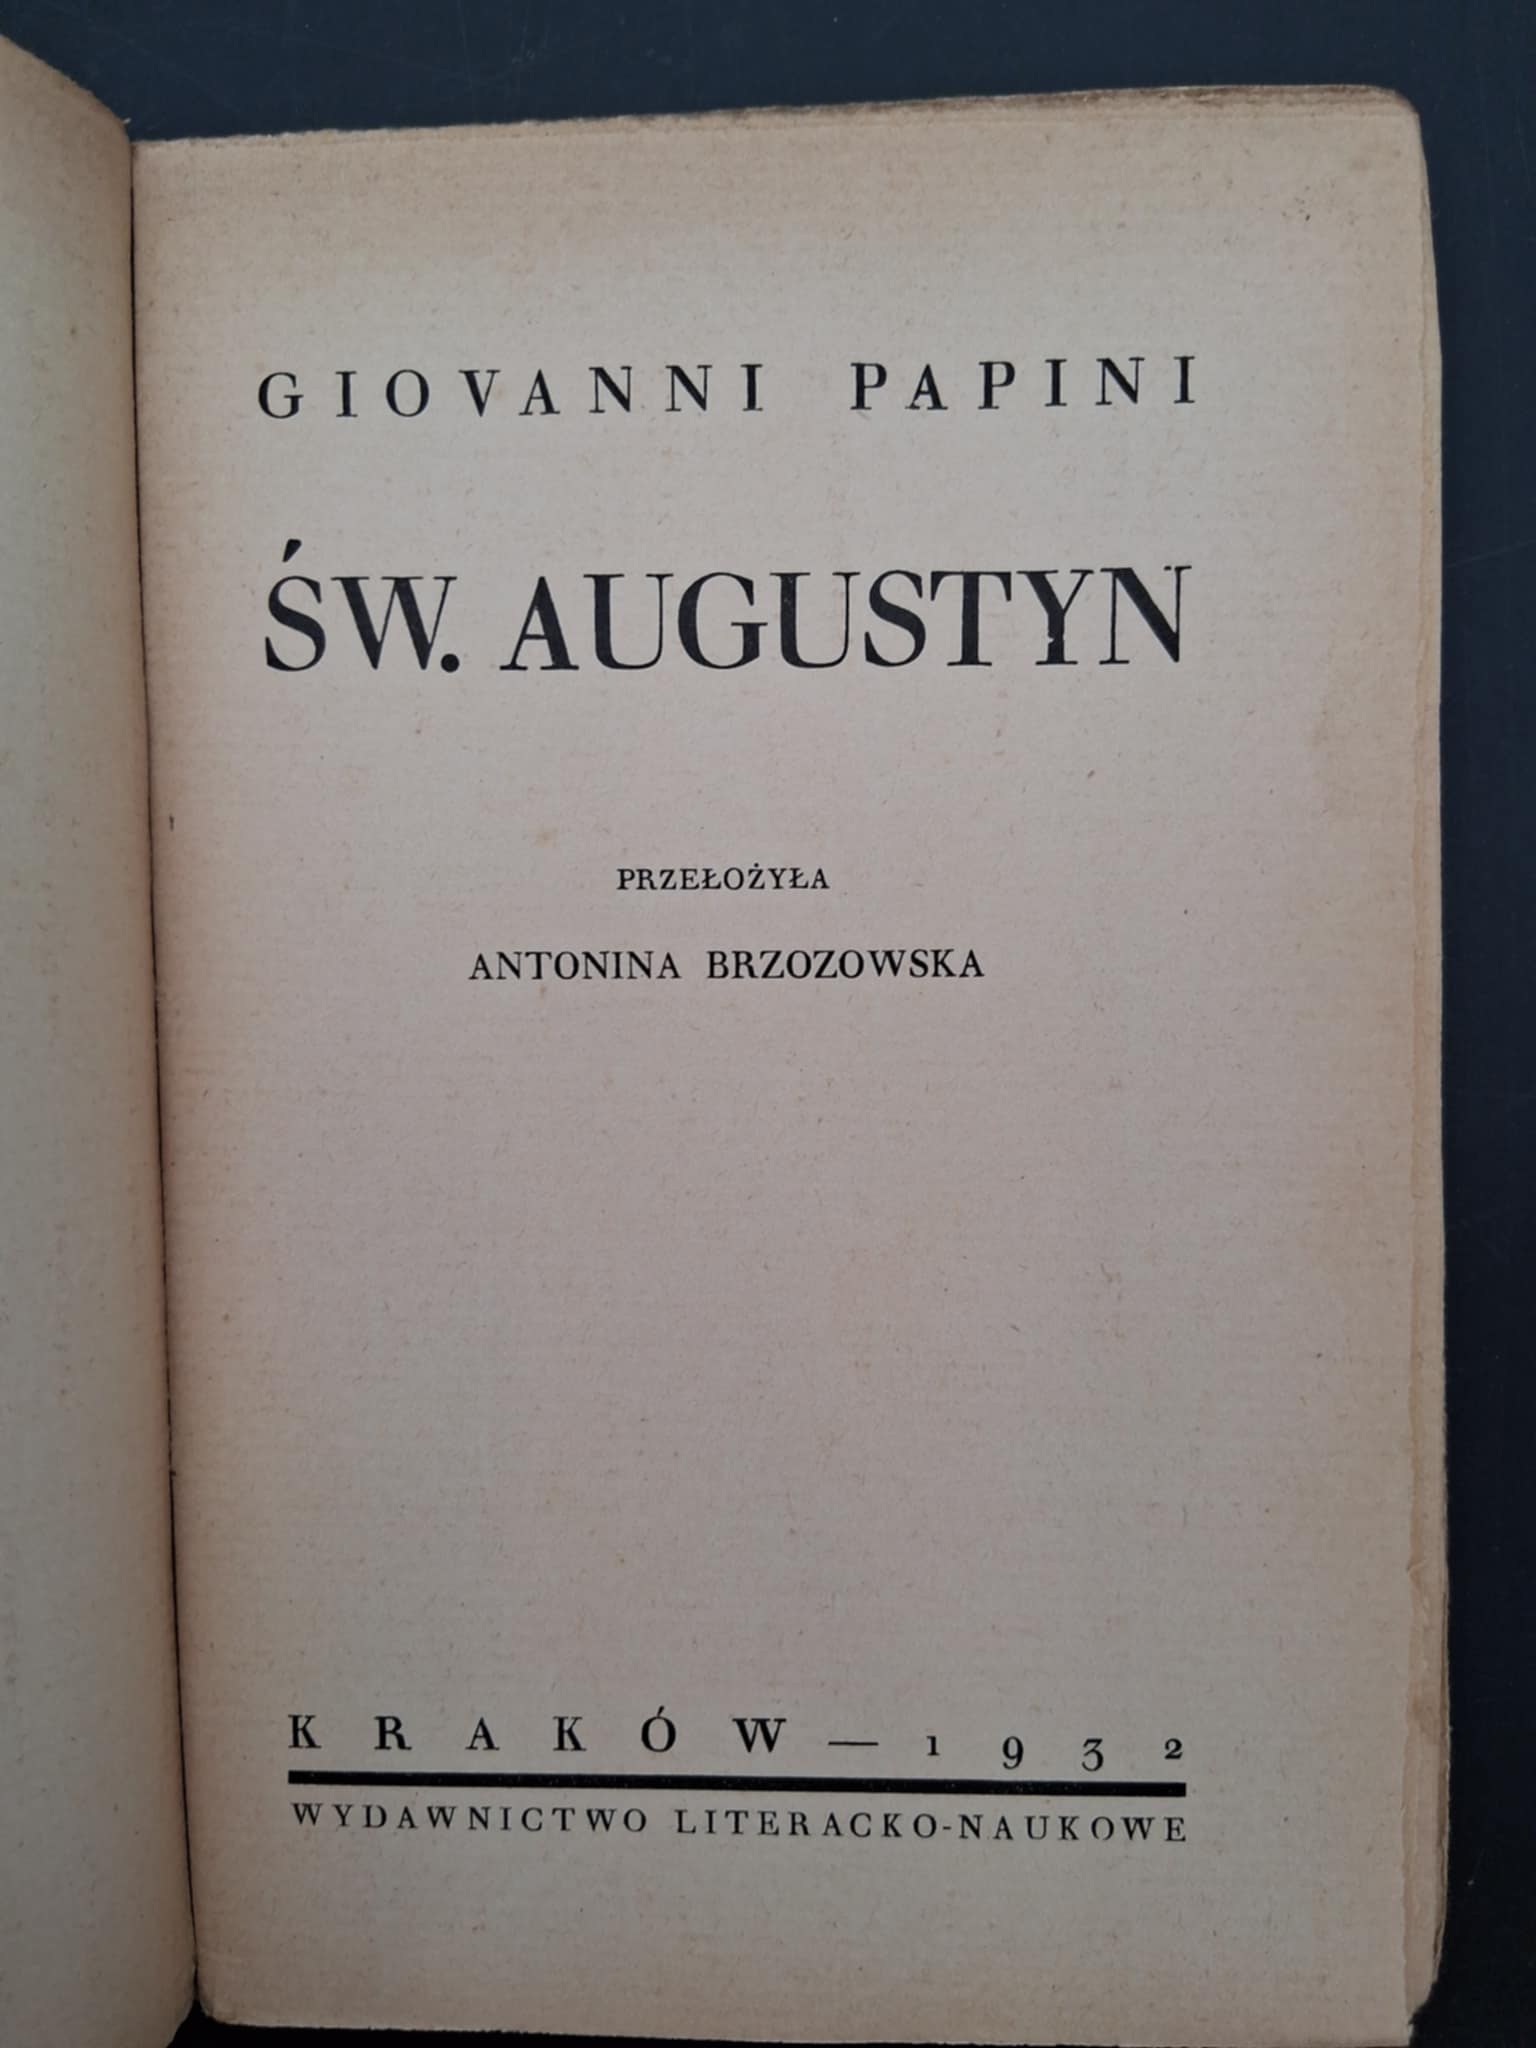 GIOVANNI PAPINI
ŚW. AUGUSTYN
PRZEŁOŻYŁA
ANTONINA BRZOZOWSKA
KRAKÓW — 1932
WYDAWNICTWO LITERACKO-NAUKOWE